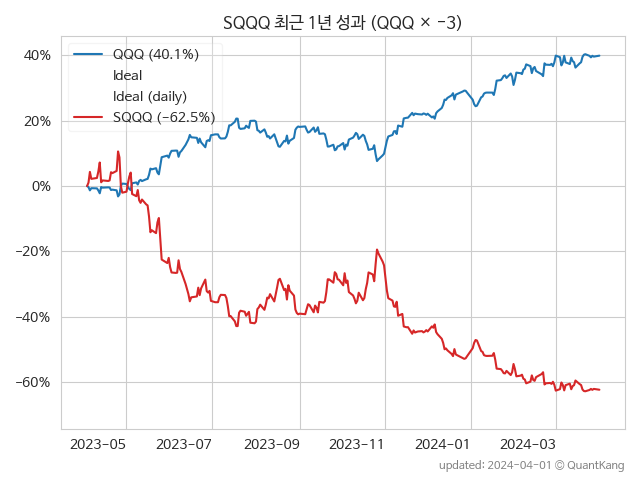 SQQQ 최근 1년 성과 (QQQ × −3)
QQQ (40.1%)
Ideal
Ideal (daily)
SQQQ (−62.5%)
40%
20%
0%
−20%
−40%
−60%
2023−05
2023−07
2023−09
2023−11
2024−01
2024−03
updated: 2024−04−01 © QuantKang